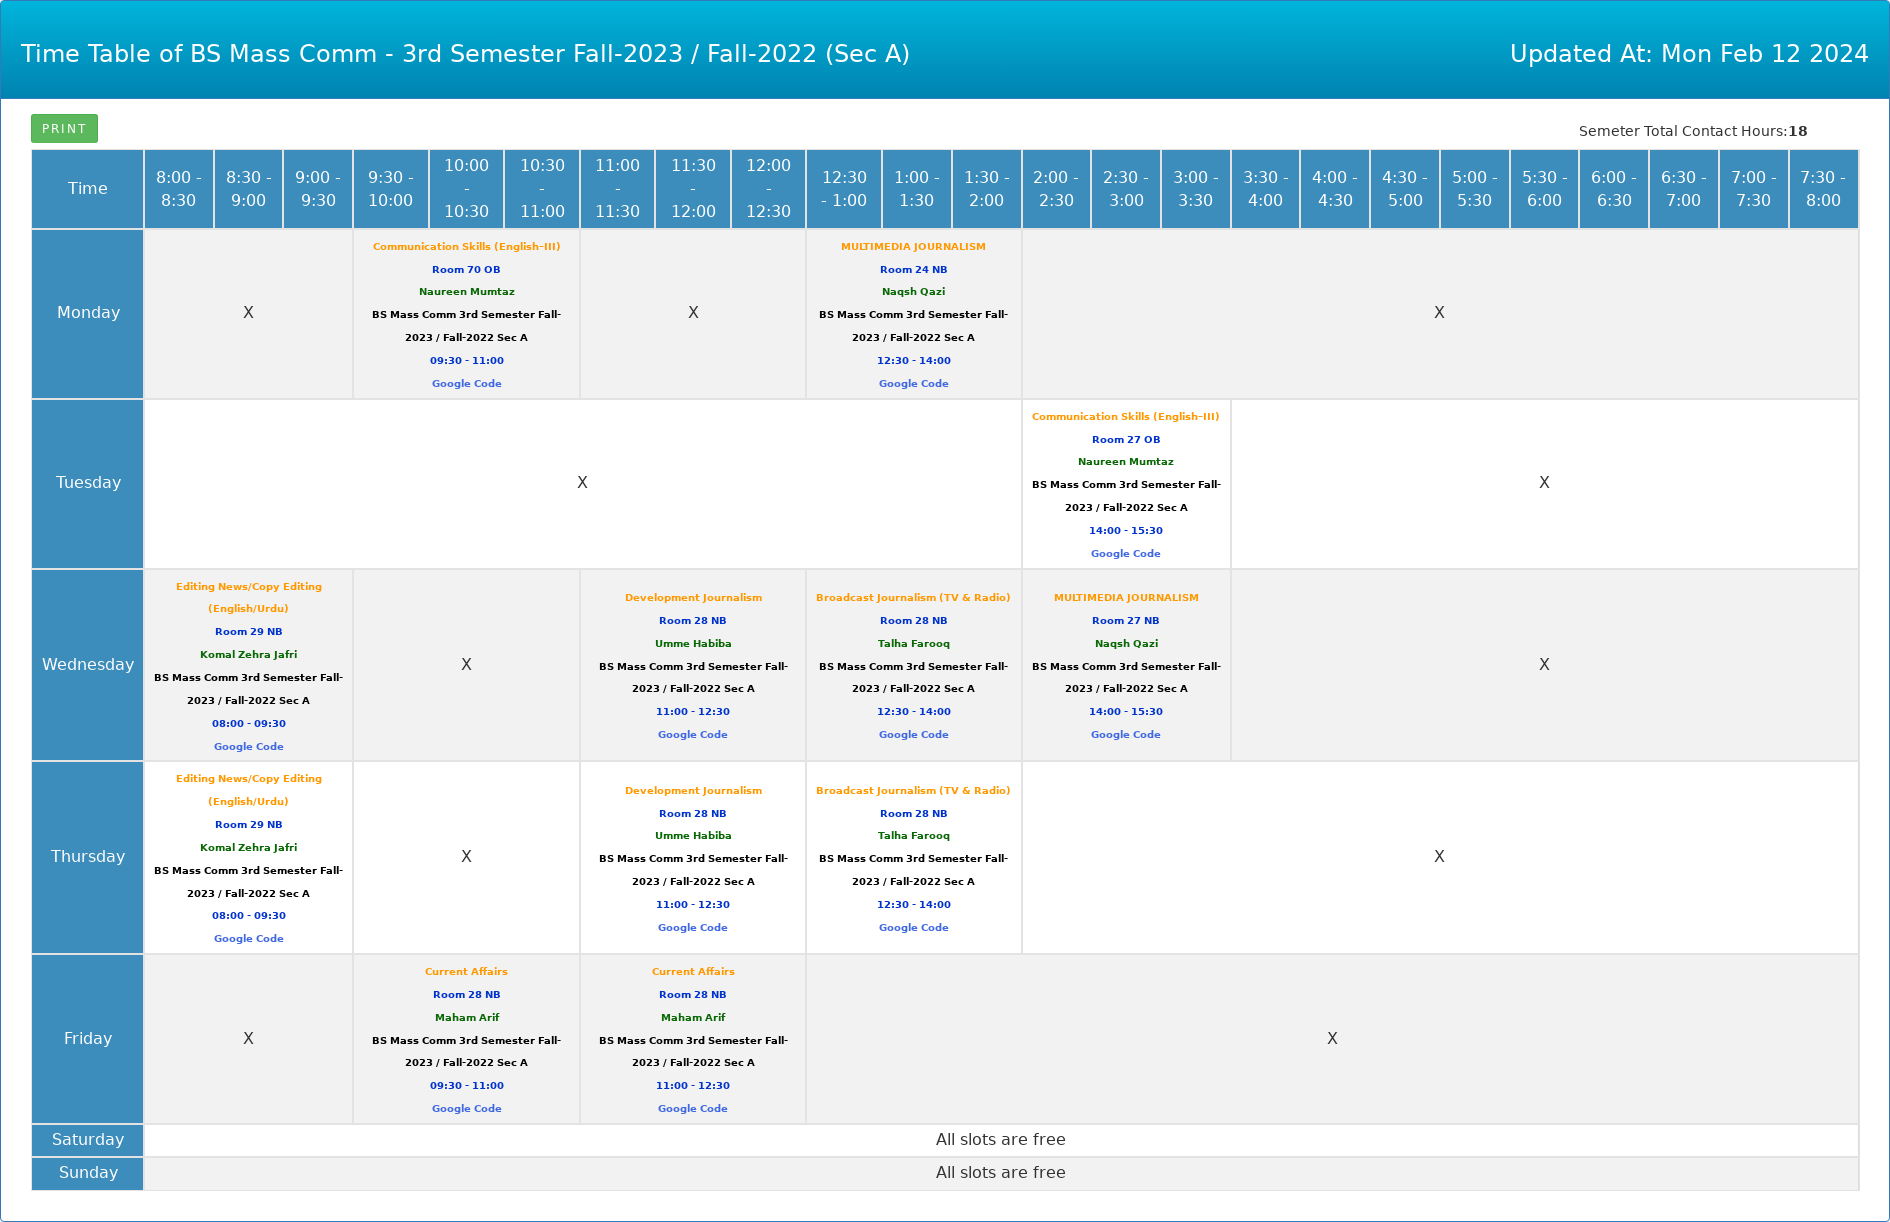 Time Table of BS Mass Comm - 3rd Semester Fall-2023 / Fall-2022 (Sec A)
Updated At: Mon Feb 12 2024
PRINT
Semeter Total Contact Hours:18
Time
8:00 -
8:30
8:30 -
9:00
9:00 -
9:30
9:30 -
10:00
10:00
-
10:30
10:30
-
11:00
11:00
-
11:30
11:30
-
12:00
12:00
-
12:30
12:30
- 1:00
1:00 -
1:30
1:30 -
2:00
2:00 -
2:30
2:30 -
3:00
3:00 -
3:30
3:30 -
4:00
4:00 -
4:30
4:30 -
5:00
5:00 -
5:30
5:30 -
6:00
6:00 -
6:30
6:30 -
7:00
7:00 -
7:30
7:30 -
8:00
Monday
X
Communication Skills (English–III)
Room 70 OB
Naureen Mumtaz
BS Mass Comm 3rd Semester Fall-
2023 / Fall-2022 Sec A
09:30 - 11:00
Google Code
X
MULTIMEDIA JOURNALISM
Room 24 NB
Naqsh Qazi
BS Mass Comm 3rd Semester Fall-
2023 / Fall-2022 Sec A
12:30 - 14:00
Google Code
X
Tuesday
X
Communication Skills (English–III)
Room 27 OB
Naureen Mumtaz
BS Mass Comm 3rd Semester Fall-
2023 / Fall-2022 Sec A
14:00 - 15:30
Google Code
X
Wednesday
Editing News/Copy Editing
(English/Urdu)
Room 29 NB
Komal Zehra Jafri
BS Mass Comm 3rd Semester Fall-
2023 / Fall-2022 Sec A
08:00 - 09:30
Google Code
X
Development Journalism
Room 28 NB
Umme Habiba
BS Mass Comm 3rd Semester Fall-
2023 / Fall-2022 Sec A
11:00 - 12:30
Google Code
Broadcast Journalism (TV & Radio)
Room 28 NB
Talha Farooq
BS Mass Comm 3rd Semester Fall-
2023 / Fall-2022 Sec A
12:30 - 14:00
Google Code
MULTIMEDIA JOURNALISM
Room 27 NB
Naqsh Qazi
BS Mass Comm 3rd Semester Fall-
2023 / Fall-2022 Sec A
14:00 - 15:30
Google Code
X
Thursday
Editing News/Copy Editing
(English/Urdu)
Room 29 NB
Komal Zehra Jafri
BS Mass Comm 3rd Semester Fall-
2023 / Fall-2022 Sec A
08:00 - 09:30
Google Code
X
Development Journalism
Room 28 NB
Umme Habiba
BS Mass Comm 3rd Semester Fall-
2023 / Fall-2022 Sec A
11:00 - 12:30
Google Code
Broadcast Journalism (TV & Radio)
Room 28 NB
Talha Farooq
BS Mass Comm 3rd Semester Fall-
2023 / Fall-2022 Sec A
12:30 - 14:00
Google Code
X
Friday
X
Current Affairs
Room 28 NB
Maham Arif
BS Mass Comm 3rd Semester Fall-
2023 / Fall-2022 Sec A
09:30 - 11:00
Google Code
Current Affairs
Room 28 NB
Maham Arif
BS Mass Comm 3rd Semester Fall-
2023 / Fall-2022 Sec A
11:00 - 12:30
Google Code
X
Saturday
All slots are free
Sunday
All slots are free